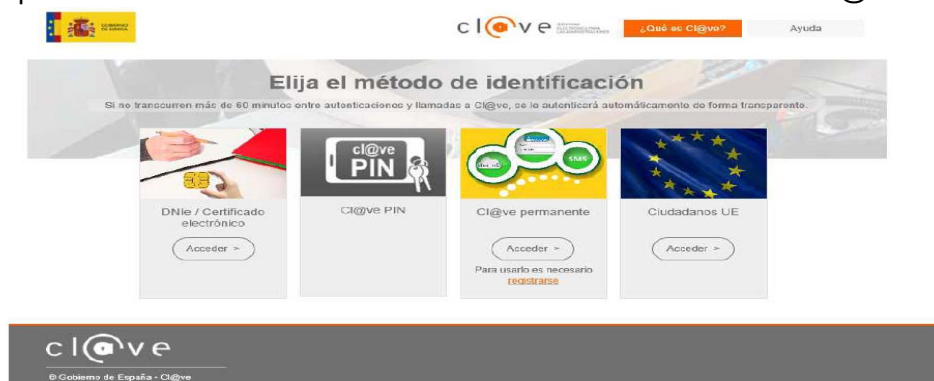 GOBIERNO
DE ESPAÑA
cl@ve
¿Qué es Cl@ve?
Ayuda
Elija el método de identificación
Si no transcurren más de 60 minutos entre autenticaciones y llamadas a Cl@ve, se le autenticará automáticamente de forma transparente.
cl@ve
PIN
SMS
DNIe / Certificado
electrónico
Cl@ve PIN
Cl@ve permanente
Ciudadanos UE
Acceder >
Acceder >
Acceder >
Para usarlo es necesario
registrarse
cl@ve
© Gobierno de España - Cl@ve